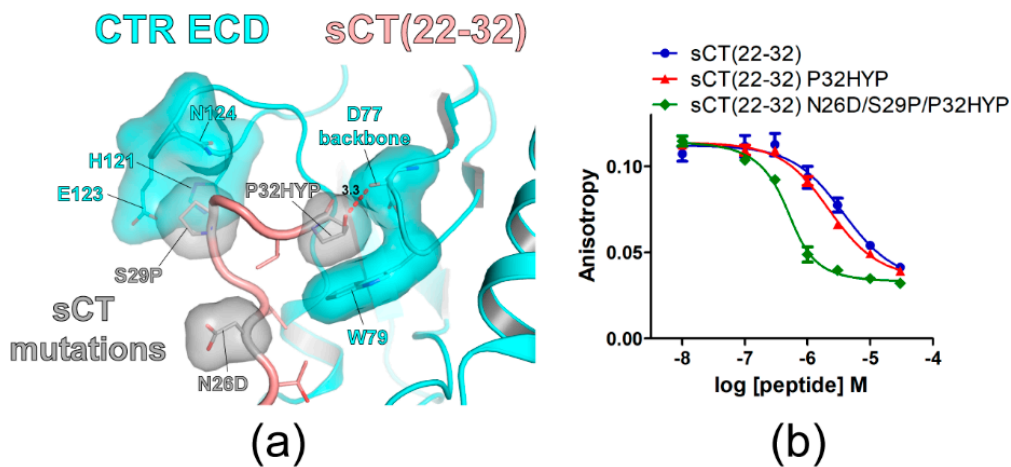 CTR ECD sCT(22-32)
N124
D77
backbone
H121
P32HYP 3.3
E123
S29P
sCT
mutations
W79
N26D
(a)
sCT(22-32)
sCT(22-32) P32HYP
sCT(22-32) N26D/S29P/P32HYP
Anisotropy
0.10
0.05
0.00
-8 -7 -6 -5 -4
log [peptide] M
(b)